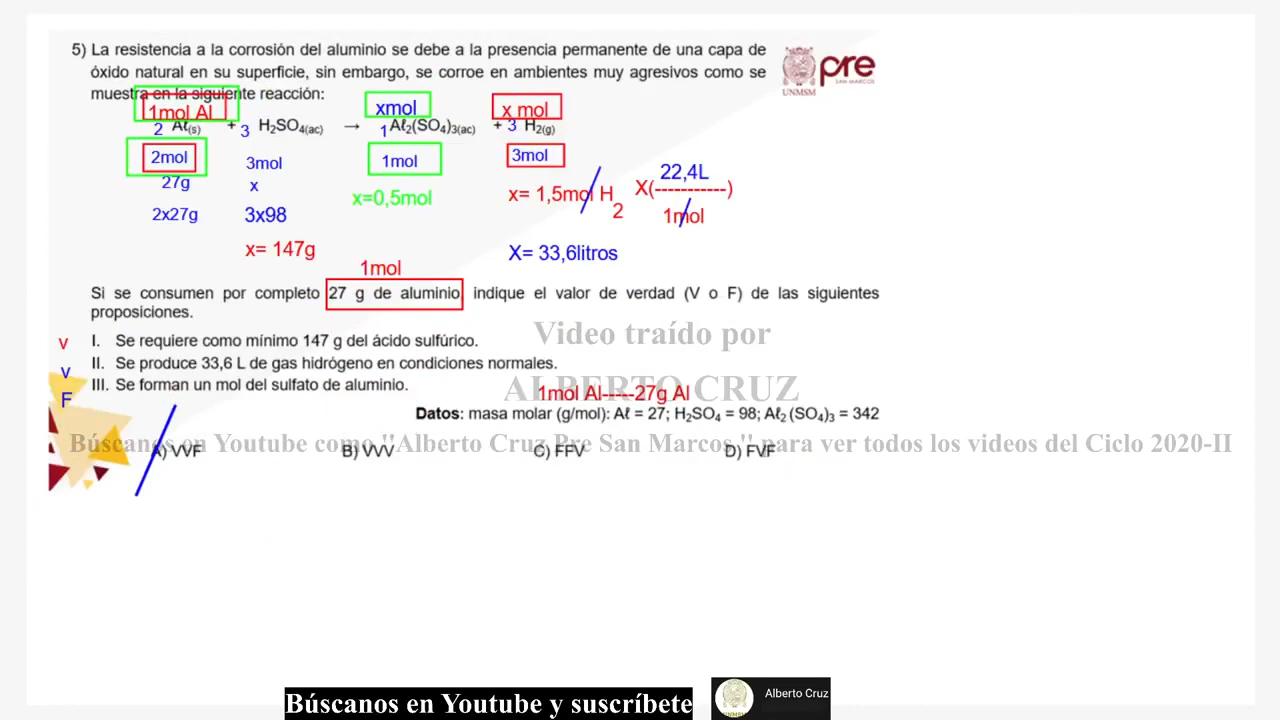 5) La resistencia a la corrosión del aluminio se debe a la presencia permanente de una capa de
óxido natural en su superficie, sin embargo, se corroe en ambientes muy agresivos como se
muestra en la siguiente reacción:
pre
SAN MARCOS
UNMSM
1mol Al xmol x mol
2 Aℓ(s) + 3 H2SO4(ac) → 1 Aℓ2(SO4)3(ac) + 3 H2(g)
2mol 3mol 1mol 3mol
27g x
2x27g 3x98
x= 147g
x=0,5mol
x= 1,5mol H2 X(-----------)
22,4L
1mol
X= 33,6litros
1mol
Si se consumen por completo 27 g de aluminio, indique el valor de verdad (V o F) de las siguientes
proposiciones.
Video traído por
v I. Se requiere como mínimo 147 g del ácido sulfúrico.
v II. Se produce 33,6 L de gas hidrógeno en condiciones normales.
F III. Se forman un mol del sulfato de aluminio.
ALBERTO CRUZ
1mol Al-----27g Al
Datos: masa molar (g/mol): Aℓ = 27; H2SO4 = 98; Aℓ2 (SO4)3 = 342
Búscanos en Youtube como "Alberto Cruz Pre San Marcos " para ver todos los videos del Ciclo 2020-II
A) VVF B) VVV C) FFV D) FVF
Búscanos en Youtube y suscríbete
Alberto Cruz